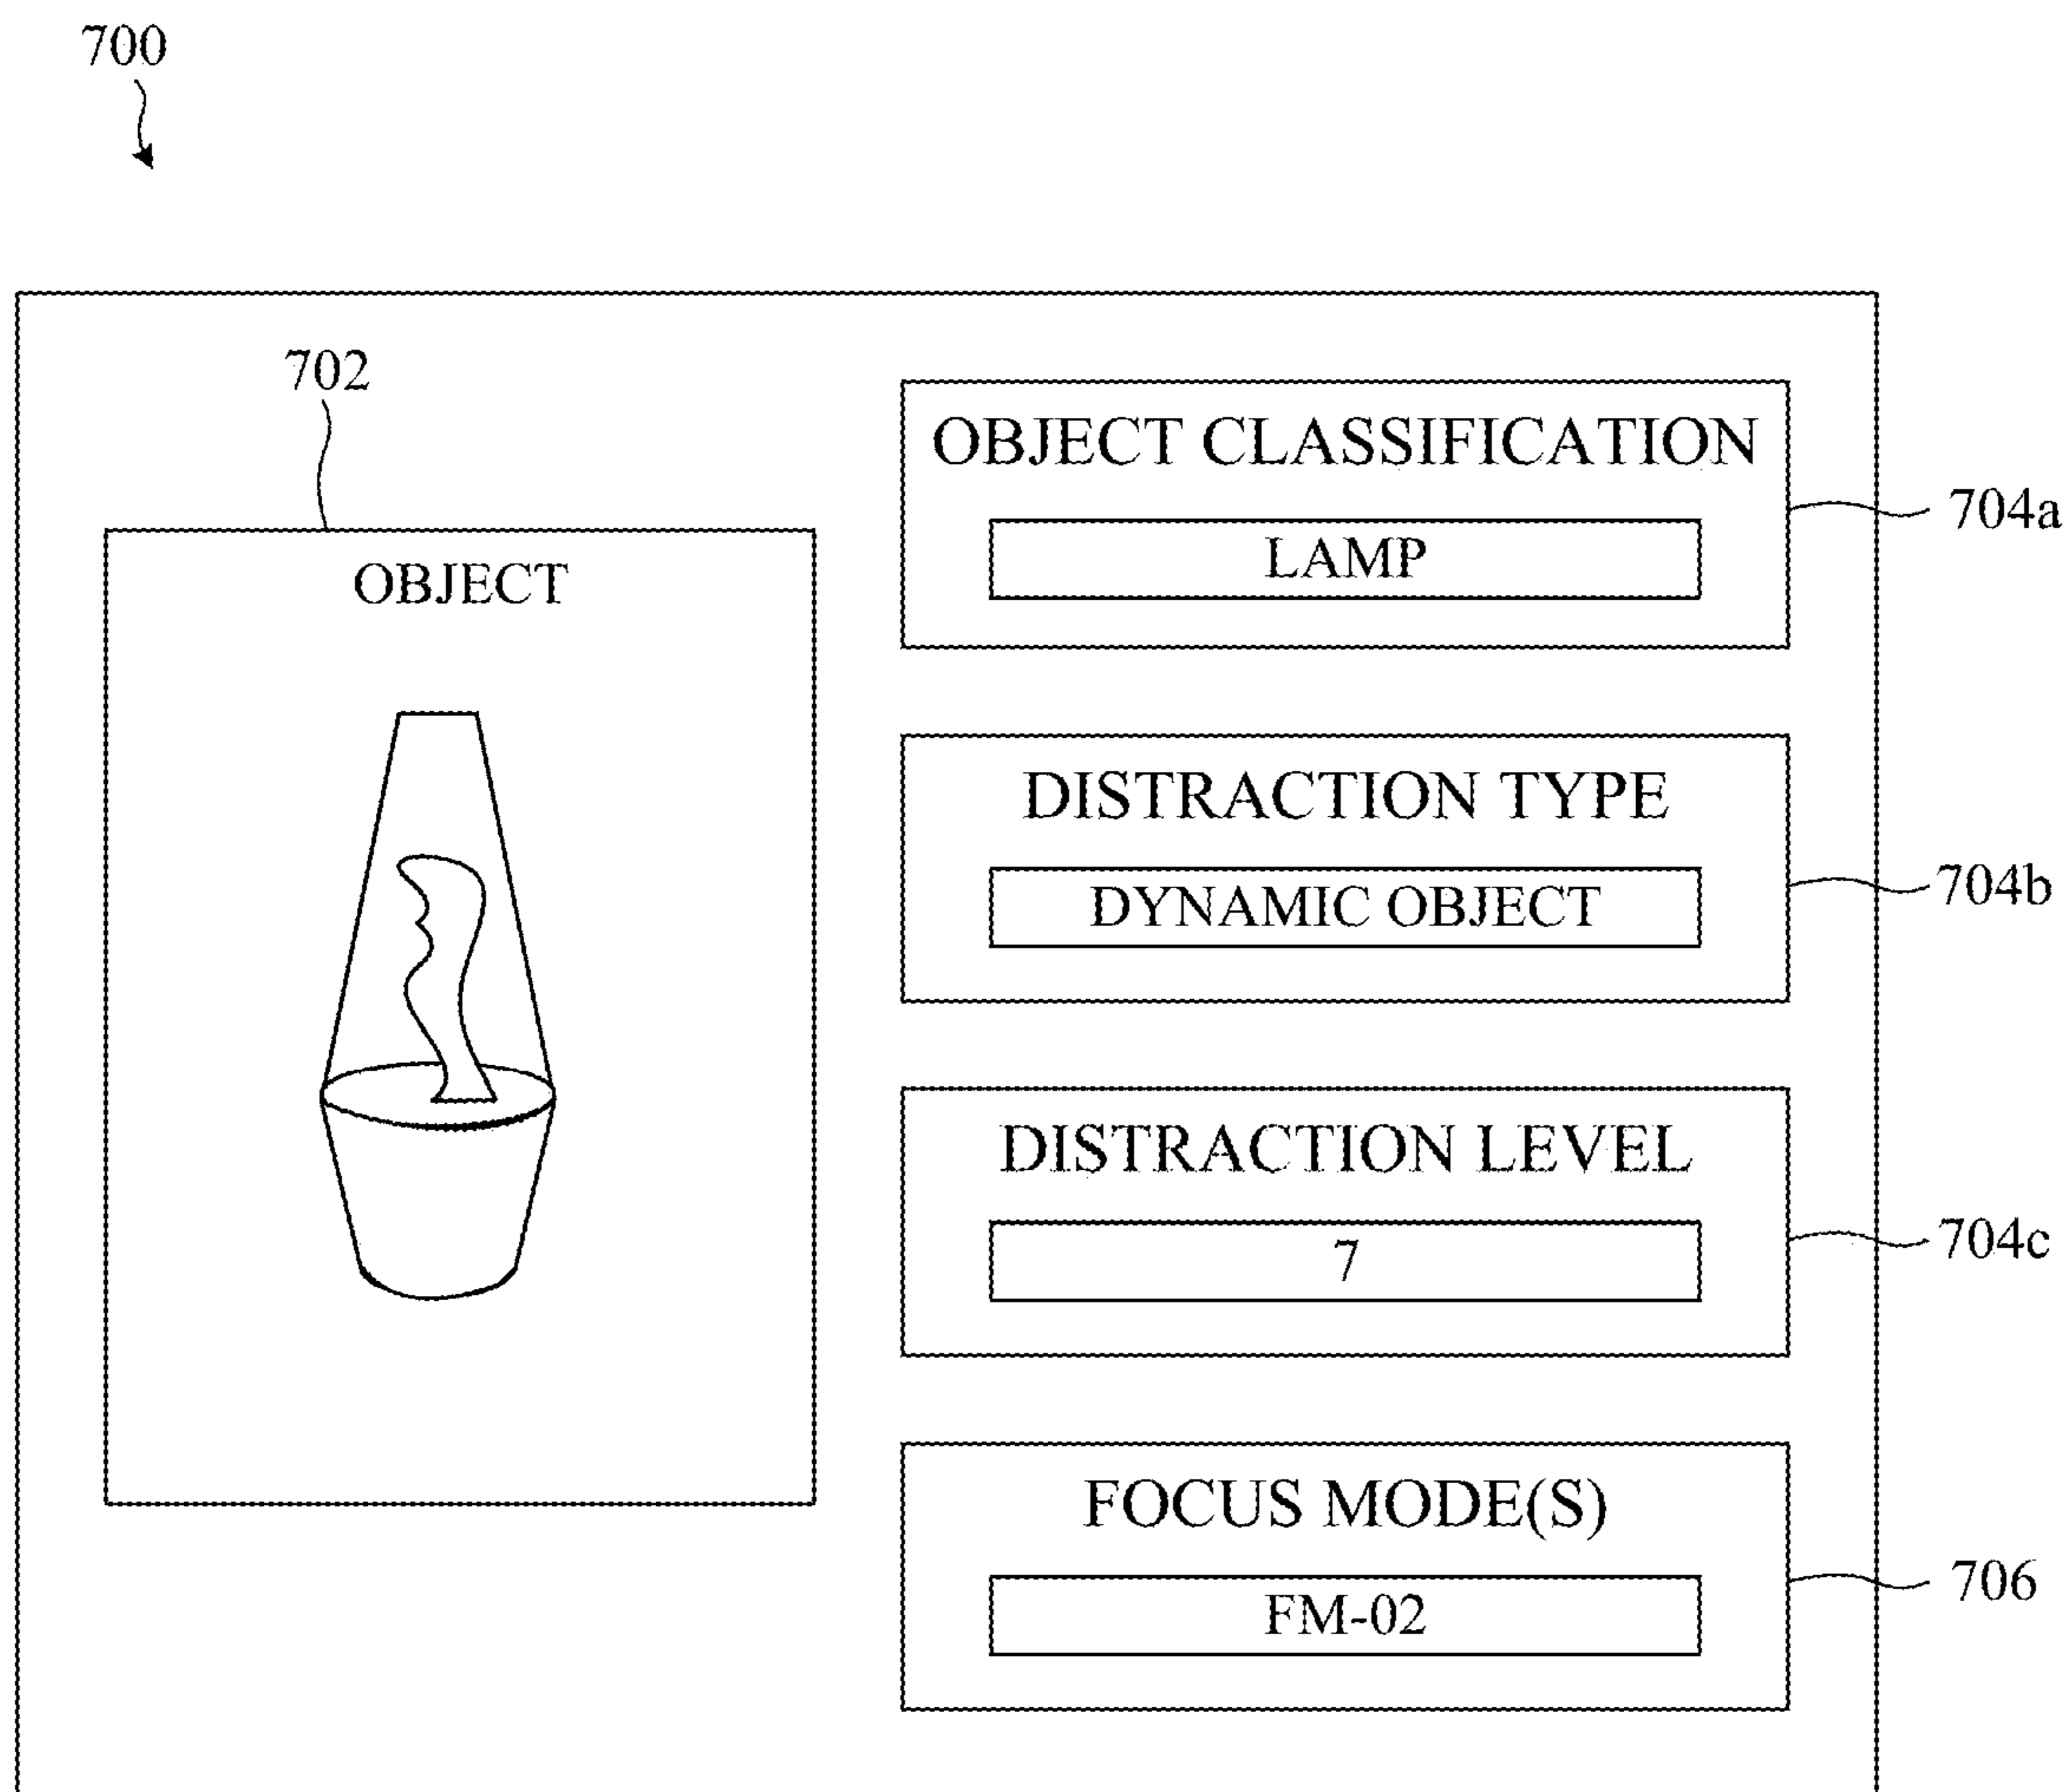 700
702
OBJECT
OBJECT CLASSIFICATION
LAMP
704a
DISTRACTION TYPE
DYNAMIC OBJECT
704b
DISTRACTION LEVEL
7
704c
FOCUS MODE(S)
FM-02
706